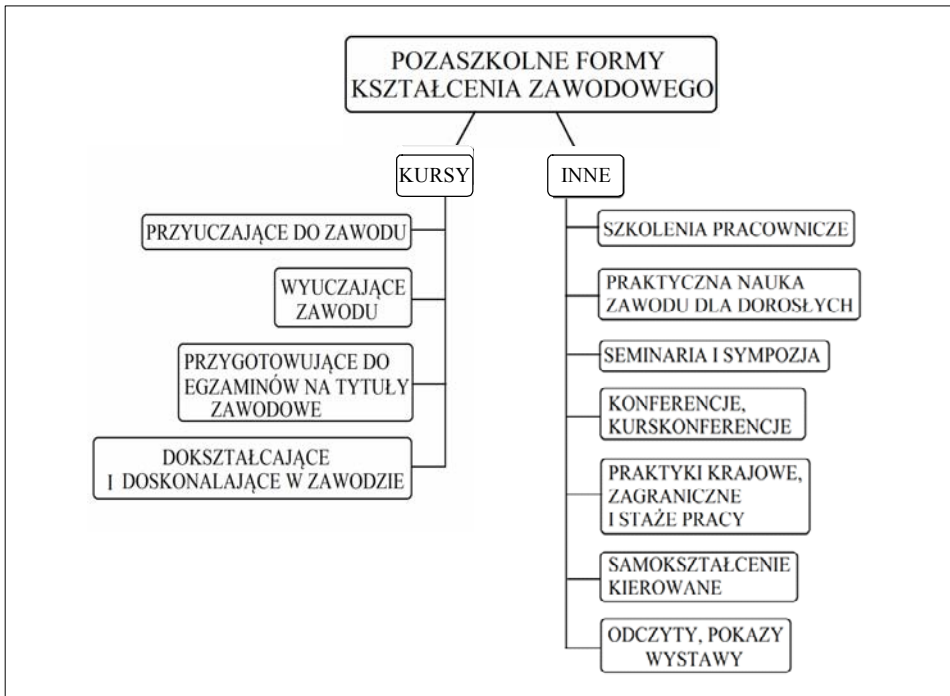 POZASZKOLNE FORMY
KSZTAŁCENIA ZAWODOWEGO
KURSY
PRZYUCZAJĄCE DO ZAWODU
WYUCZAJĄCE
ZAWODU
PRZYGOTOWUJĄCE DO
EGZAMINÓW NA TYTUŁY
ZAWODOWE
DOKSZTAŁCAJĄCE
I DOSKONALAJĄCE W ZAWODZIE
INNE
SZKOLENIA PRACOWNICZE
PRAKTYCZNA NAUKA
ZAWODU DLA DOROSŁYCH
SEMINARIA I SYMPOZJA
KONFERENCJE,
KURSKONFERENCJE
PRAKTYKI KRAJOWE,
ZAGRANICZNE
I STAŻE PRACY
SAMOKSZTAŁCENIE
KIEROWANE
ODCZYTY, POKAZY
WYSTAWY